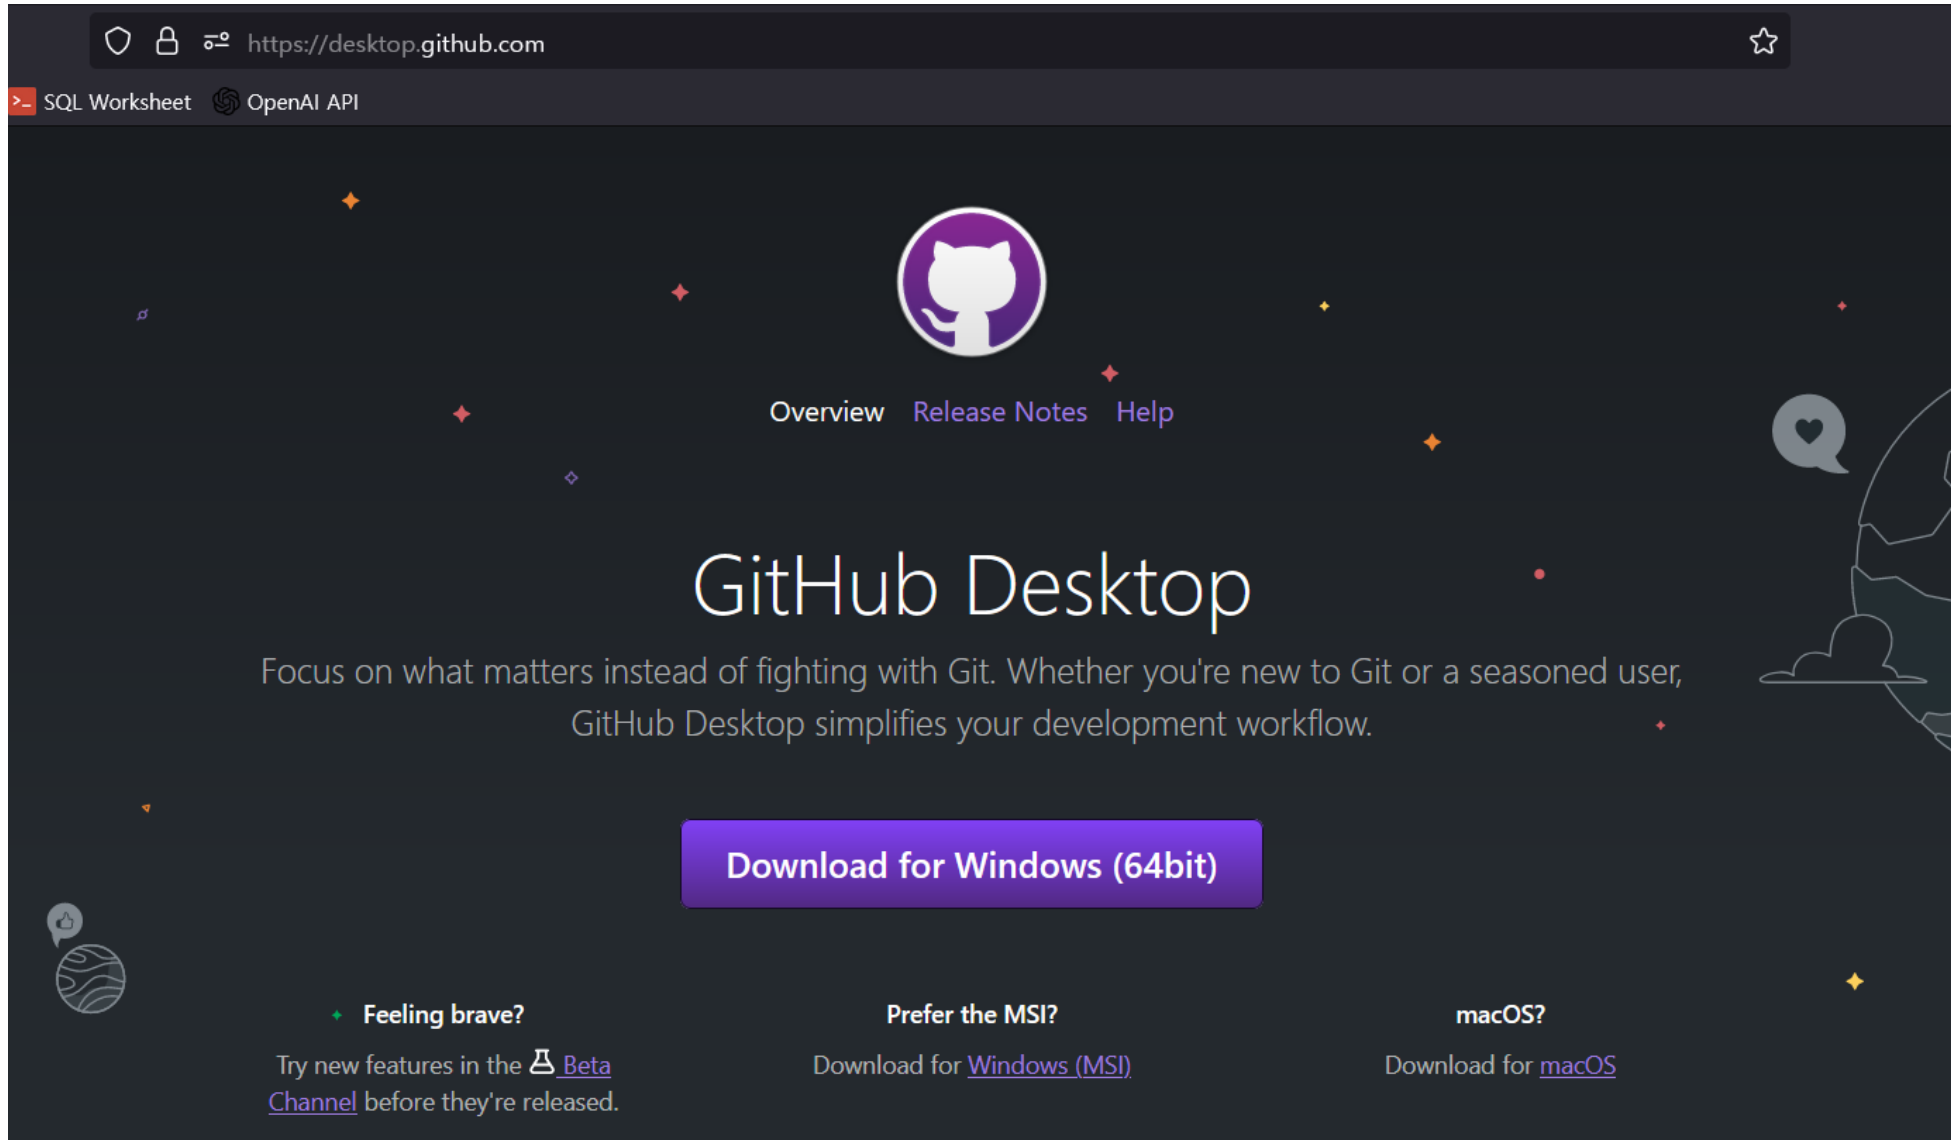 https://desktop.github.com
SQL Worksheet OpenAI API
Overview Release Notes Help
GitHub Desktop
Focus on what matters instead of fighting with Git. Whether you're new to Git or a seasoned user,
GitHub Desktop simplifies your development workflow.
Download for Windows (64bit)
Feeling brave?
Try new features in the Beta
Channel before they're released.
Prefer the MSI?
Download for Windows (MSI)
macOS?
Download for macOS